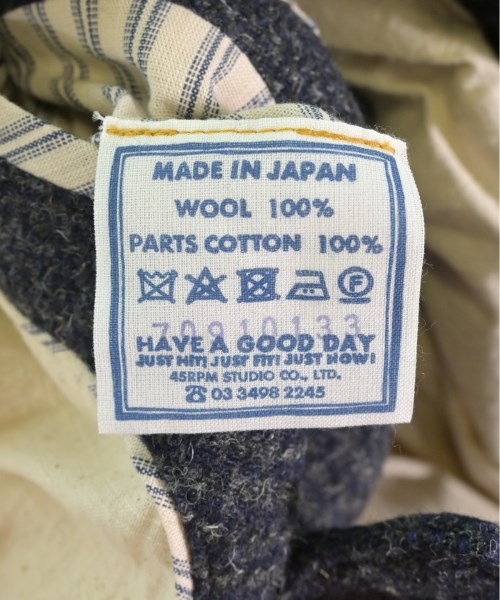 MADE IN JAPAN
WOOL 100%
PARTS COTTON 100%
F
70910133
HAVE A GOOD DAY
JUST HIT! JUST FIT! JUST NOW!
45RPM STUDIO CO., LTD.
☎ 03 3498 2245